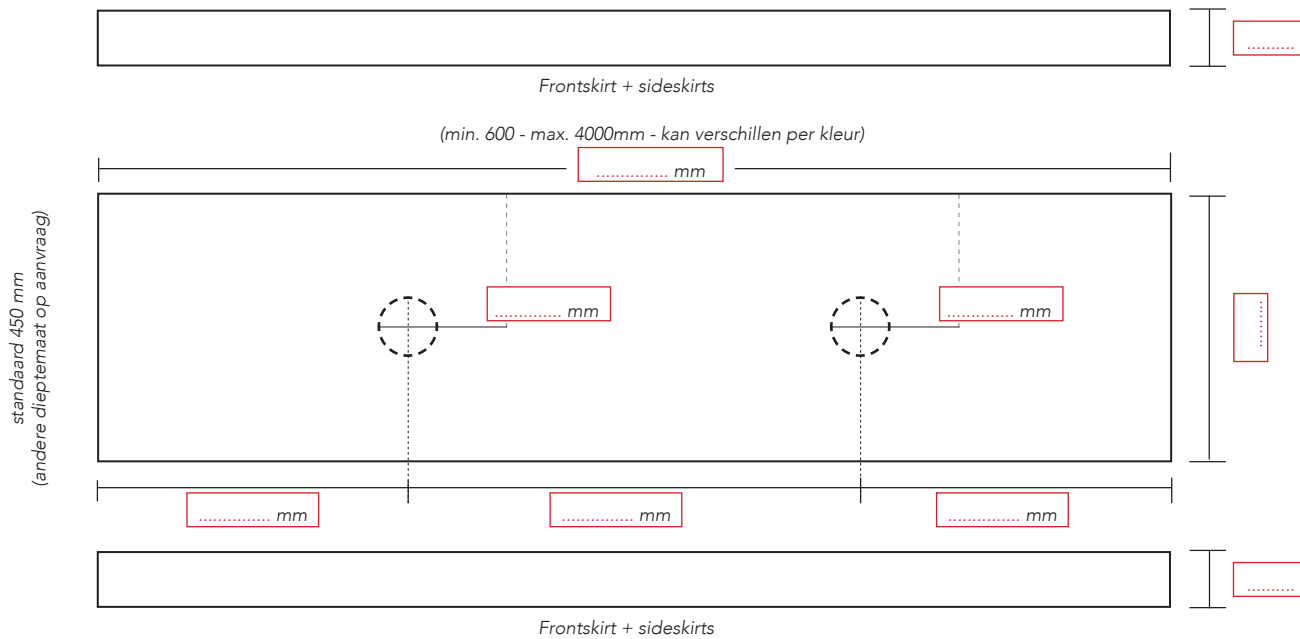 ..........
Frontskirt + sideskirts
(min. 600 - max. 4000mm - kan verschillen per kleur)
............... mm
standaard 450 mm
(andere dieptemaat op aanvraag)
.............. mm
.............. mm
..........
............... mm
............... mm
............... mm
..........
Frontskirt + sideskirts